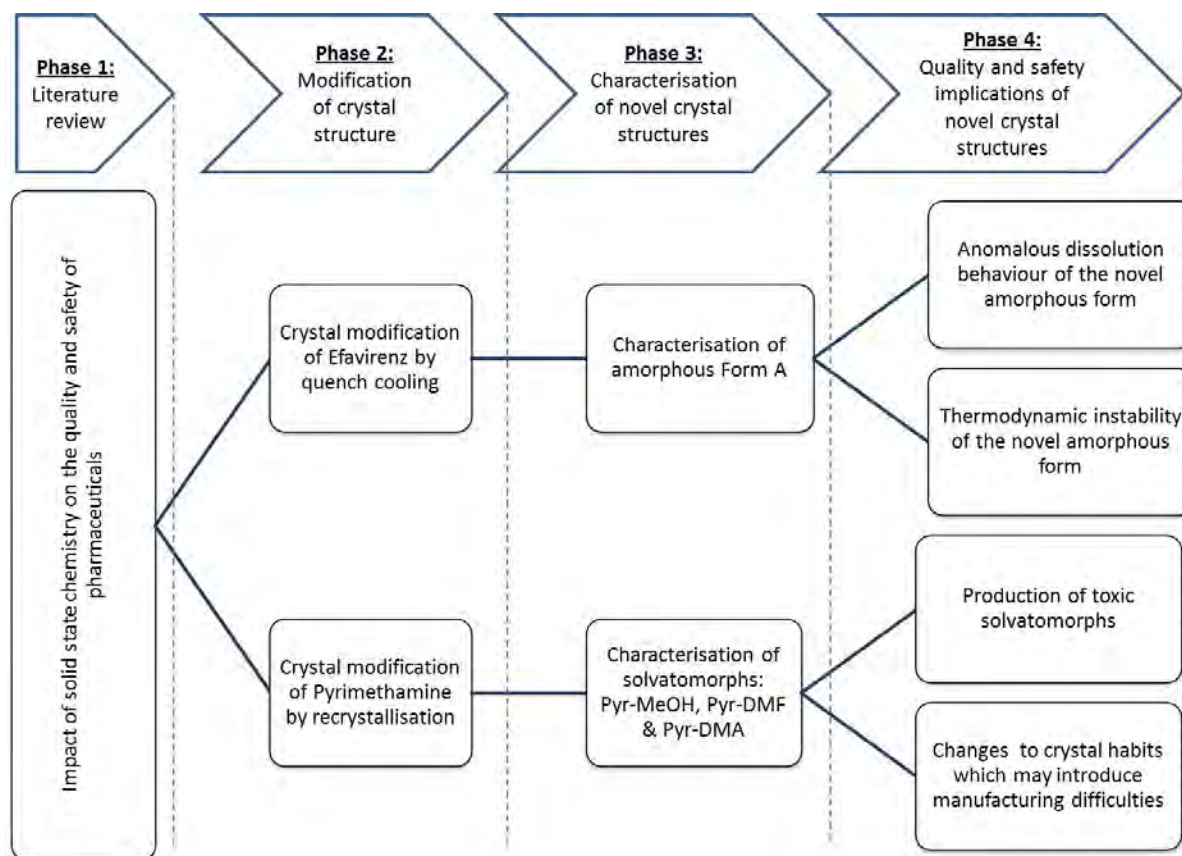 Phase 1:
Literature
review
Phase 2:
Modification
of crystal
structure
Phase 3:
Characterisation
of novel crystal
structures
Phase 4:
Quality and safety
implications of
novel crystal
structures
Impact of solid state chemistry on the quality and safety of
pharmaceuticals
Crystal modification
of Efavirenz by
quench cooling
Characterisation of
amorphous Form A
Anomalous dissolution
behaviour of the novel
amorphous form
Thermodynamic instability
of the novel amorphous
form
Crystal modification
of Pyrimethamine
by recrystallisation
Characterisation of
solvatomorphs:
Pyr-MeOH, Pyr-DMF
& Pyr-DMA
Production of toxic
solvatomorphs
Changes to crystal habits
which may introduce
manufacturing difficulties